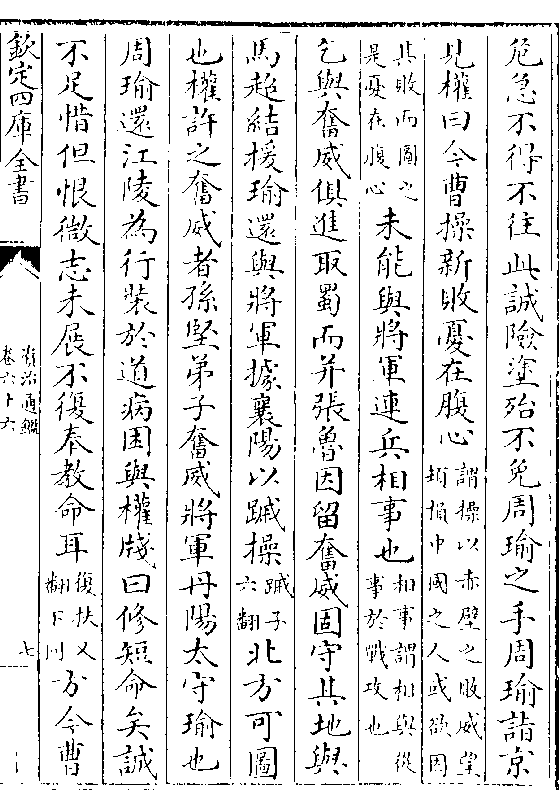 危急不得不往此誠險塗殆不免周瑜之手周瑜詣京
見權曰今曹操新敗憂在腹心謂操以赤壁之敗威望頓損中國之人或欲因
其敗而圖之是憂在腹心未能與將軍連兵相事也相事謂相與從事於戰攻也
乞與奮威俱進取蜀而并張魯因留奮威固守其地與
馬超結援瑜還與將軍據襄陽以蹴操蹴子六翻北方可圖
也權許之奮威者孫堅弟子奮威將軍丹陽太守瑜也
周瑜還江陵為行裝於道病困與權牋曰修短命矣誠
不足惜但恨微志未展不復奉教命耳復扶又翻下同方今曹
欽定四庫全書
資治通鑑
卷六十六
七